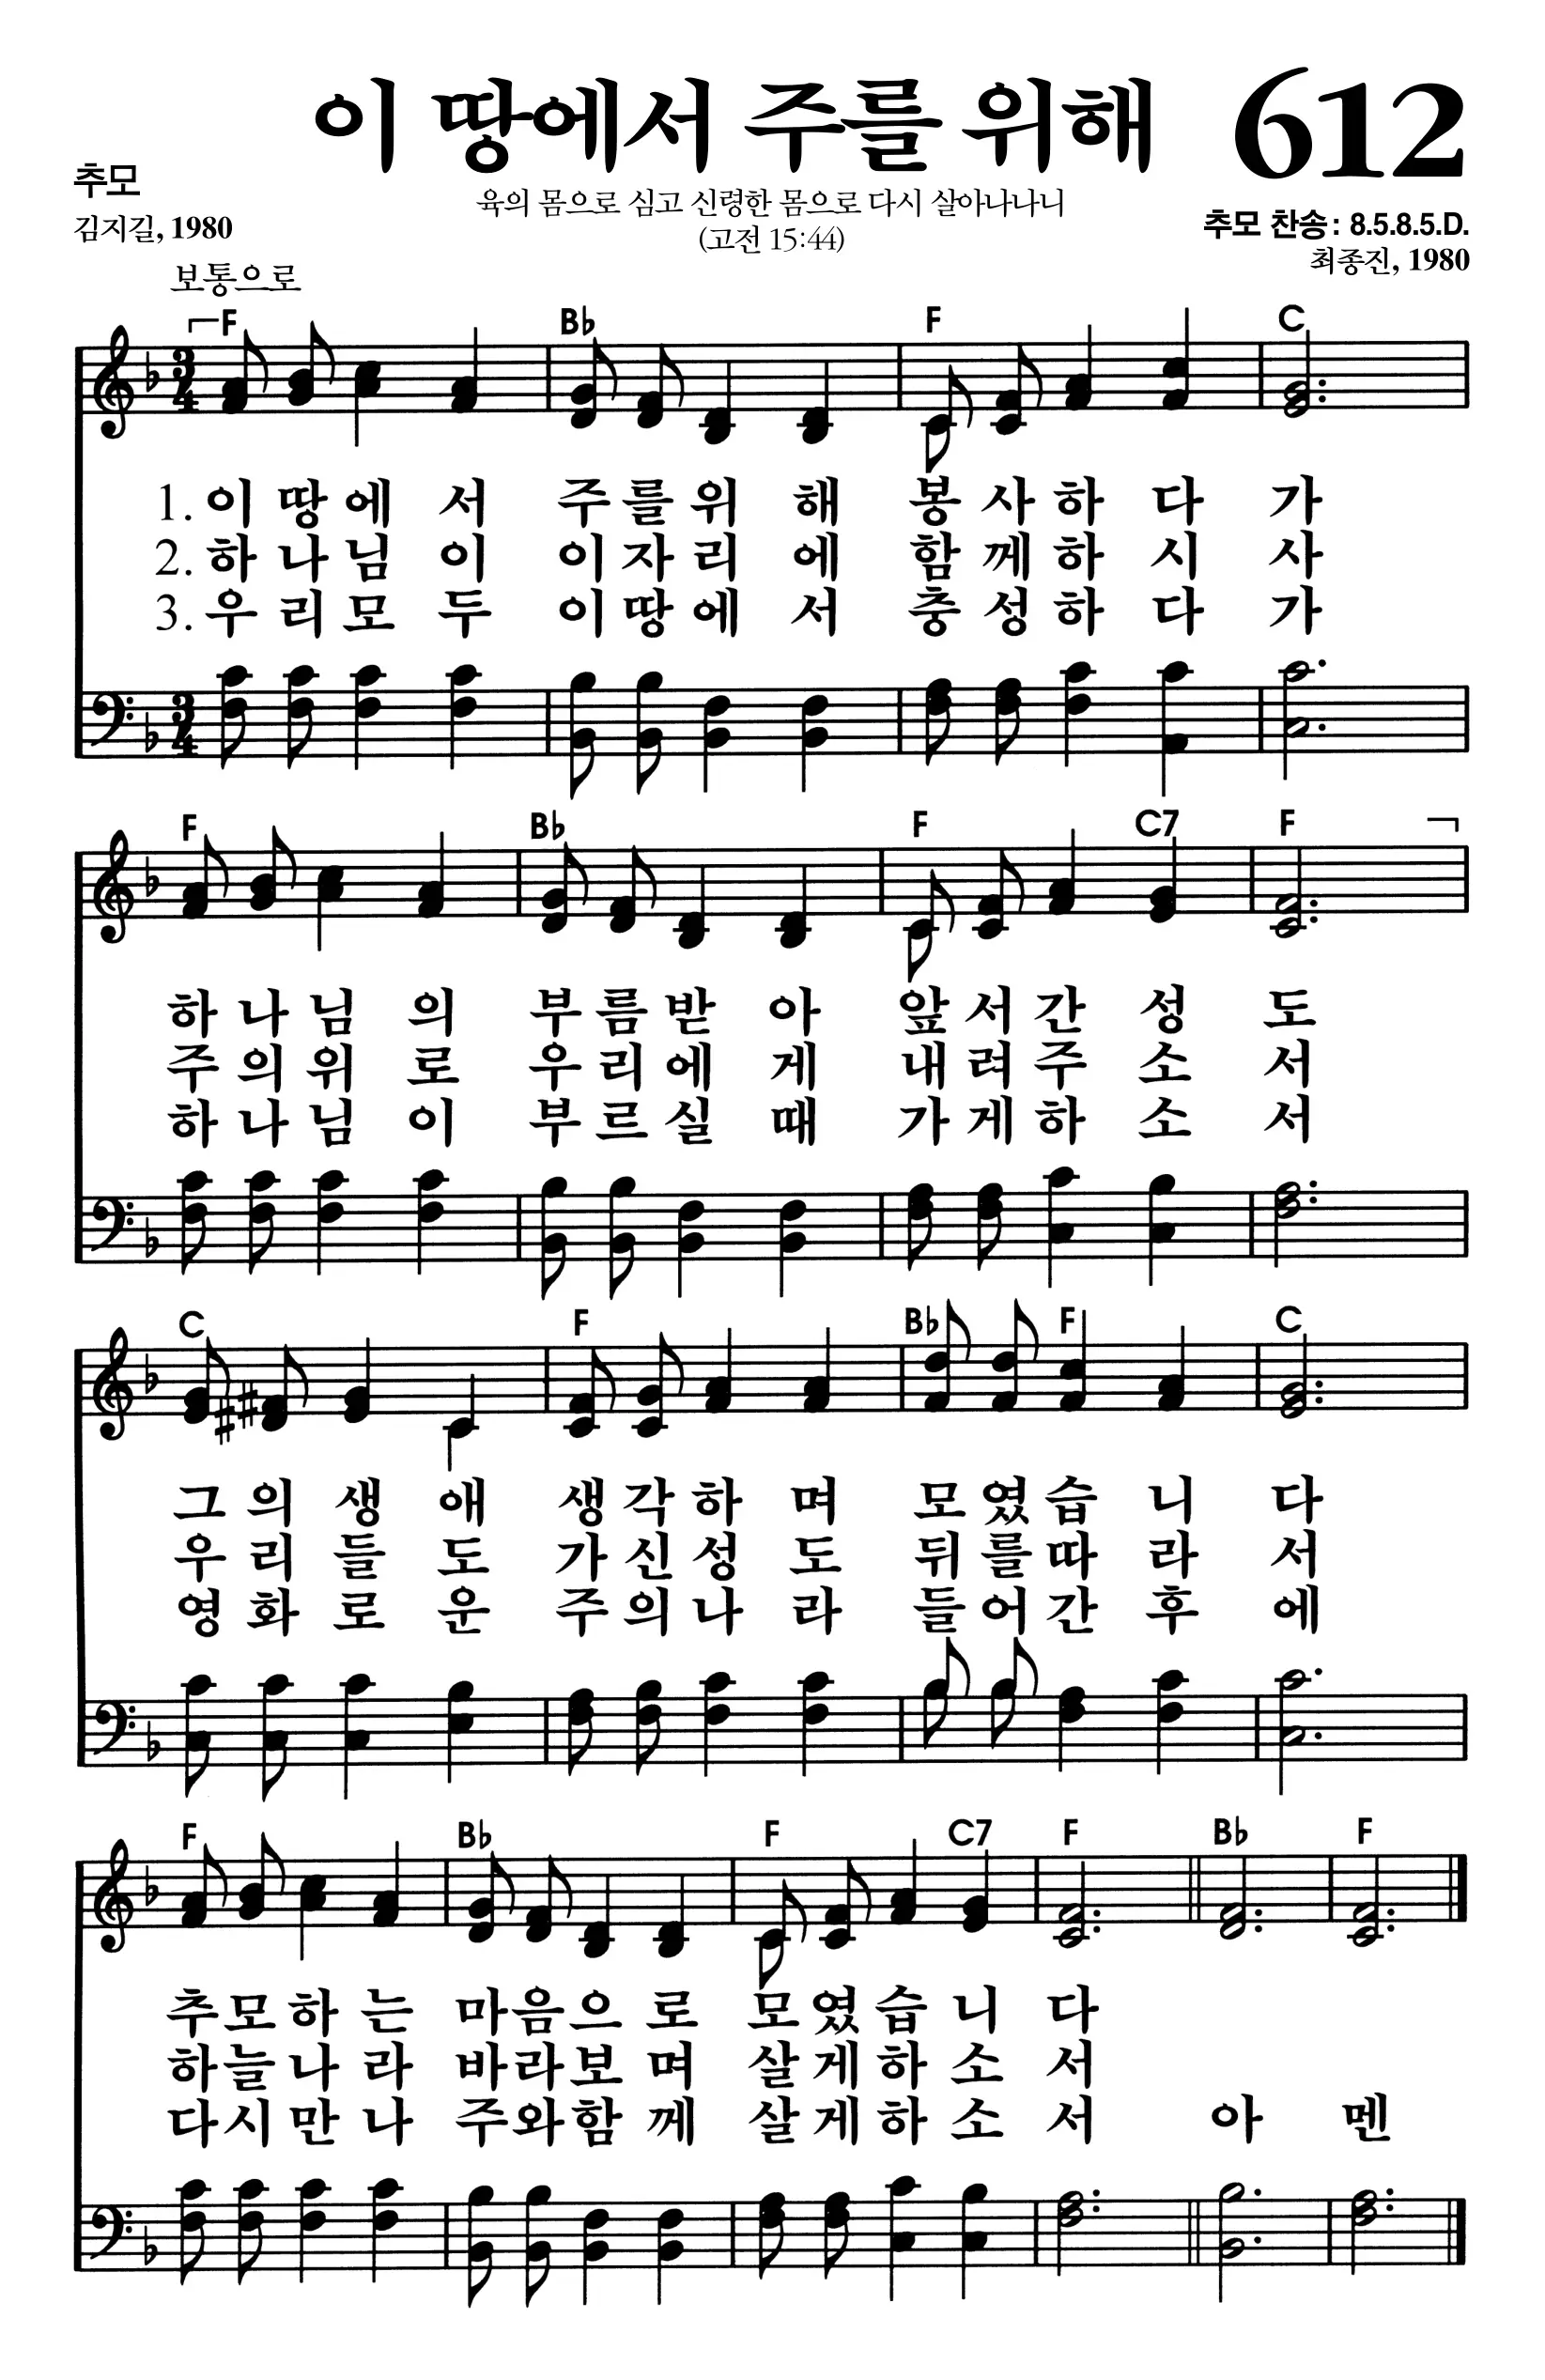 이 땅에서 주를 위해 612
추모
육의 몸으로 심고 신령한 몸으로 다시 살아나나니
김지길, 1980
(고전 15:44)
추모 찬송: 8.5.8.5.D.
최종진, 1980
보통으로
F B♭ F C
3 4
1. 이 땅 에 서 주 를 위 해 봉 사 하 다 가
2. 하 나 님 이 이 자 리 에 함 께 하 시 사
3. 우 리 모 두 이 땅 에 서 충 성 하 다 가
3 4
F B♭ F C7 F
하 나 님 의 부 름 받 아 앞 서 간 성 도
주 의 위 로 우 리 에 게 내 려 주 소 서
하 나 님 이 부 르 실 때 가 게 하 소 서
C F B♭ F C
그 의 생 애 생 각 하 며 모 였 습 니 다
우 리 들 도 가 신 성 도 뒤 를 따 라 서
영 화 로 운 주 의 나 라 들 어 간 후 에
F B♭ F C7 F B♭ F
추 모 하 는 마 음 으 로 모 였 습 니 다
하 늘 나 라 바 라 보 며 살 게 하 소 서
다 시 만 나 주 와 함 께 살 게 하 소 서 아 멘